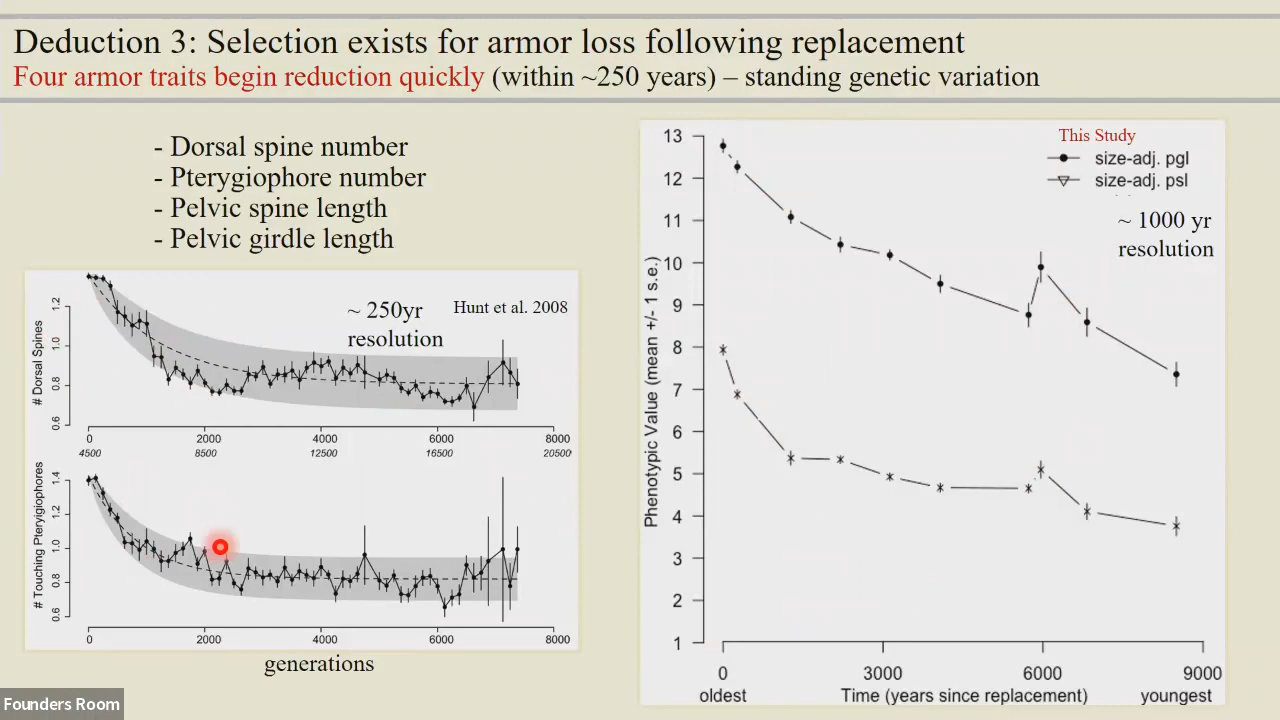 Deduction 3: Selection exists for armor loss following replacement
Four armor traits begin reduction quickly (within ~250 years) – standing genetic variation
- Dorsal spine number
- Pterygiophore number
- Pelvic spine length
- Pelvic girdle length
~ 250yr
resolution
Hunt et al. 2008
# Dorsal Spines
1.2
1.0
0.8
0.6
0 2000 4000 6000 8000
4500 8500 12500 16500 20500
# Touching Pteryigiophores
1.4
1.2
1.0
0.8
0.6
0 2000 4000 6000 8000
generations
This Study
size-adj. pgl
size-adj. psl
~ 1000 yr
resolution
Phenotypic Value (mean +/- 1 s.e.)
13
12
11
10
9
8
7
6
5
4
3
2
1
0 3000 6000 9000
oldest Time (years since replacement) youngest
Founders Room